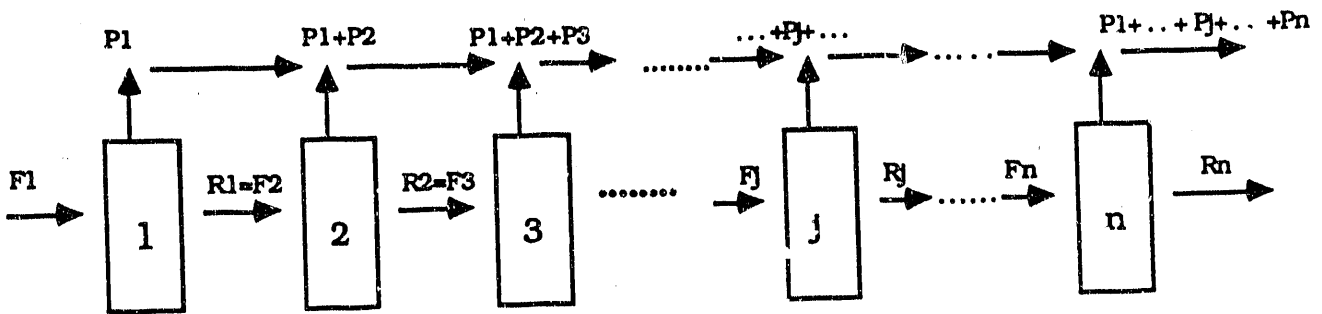 P1 P1+P2 P1+P2+P3 ........ ...+Pj+... ..... P1+..+Pj+..+Pn
F1 R1=F2 R2=F3 ........ Fj Rj ...... Fn Rn
1 2 3 j n